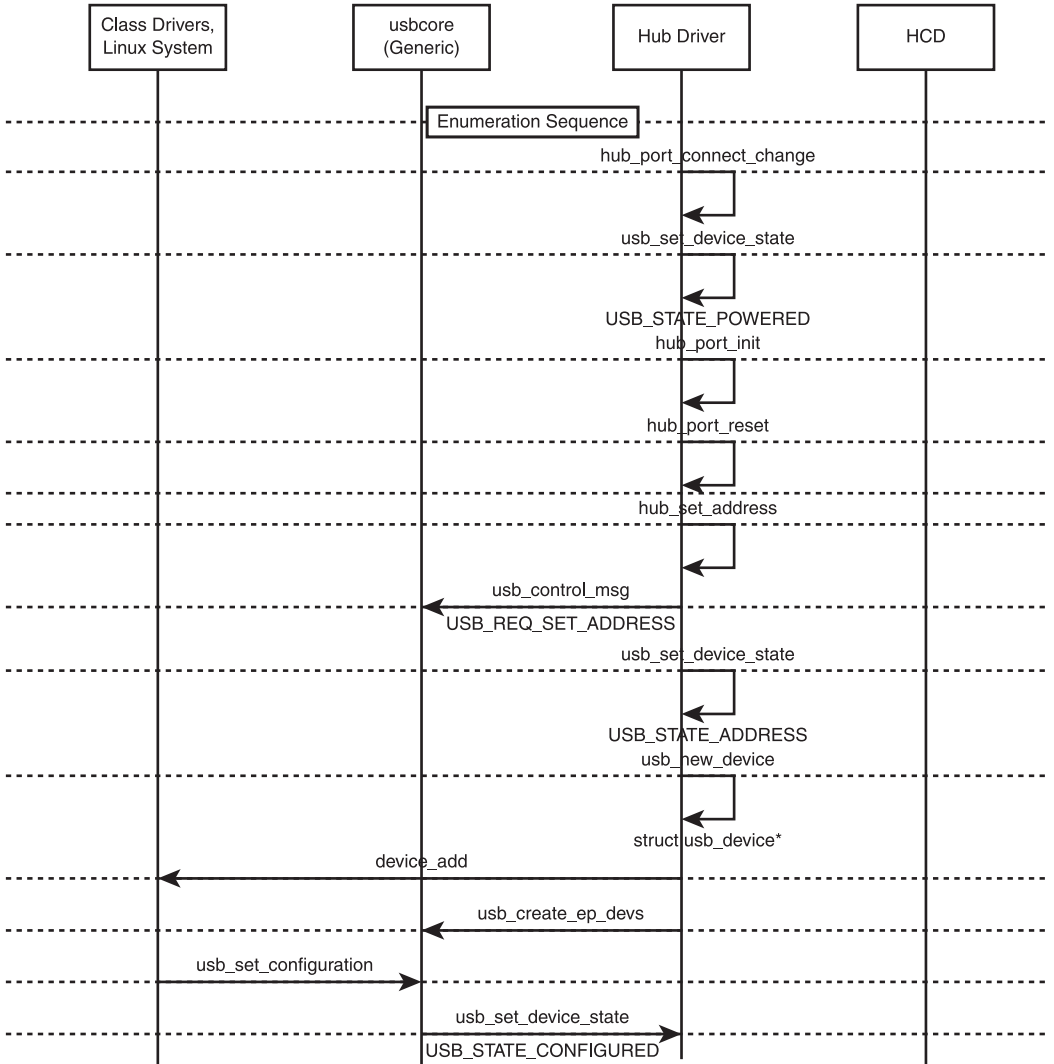 Class Drivers,
Linux System
usbcore
(Generic)
Hub Driver
HCD
Enumeration Sequence
hub_port_connect_change
usb_set_device_state
USB_STATE_POWERED
hub_port_init
hub_port_reset
hub_set_address
usb_control_msg
USB_REQ_SET_ADDRESS
usb_set_device_state
USB_STATE_ADDRESS
usb_new_device
struct usb_device*
device_add
usb_create_ep_devs
usb_set_configuration
usb_set_device_state
USB_STATE_CONFIGURED